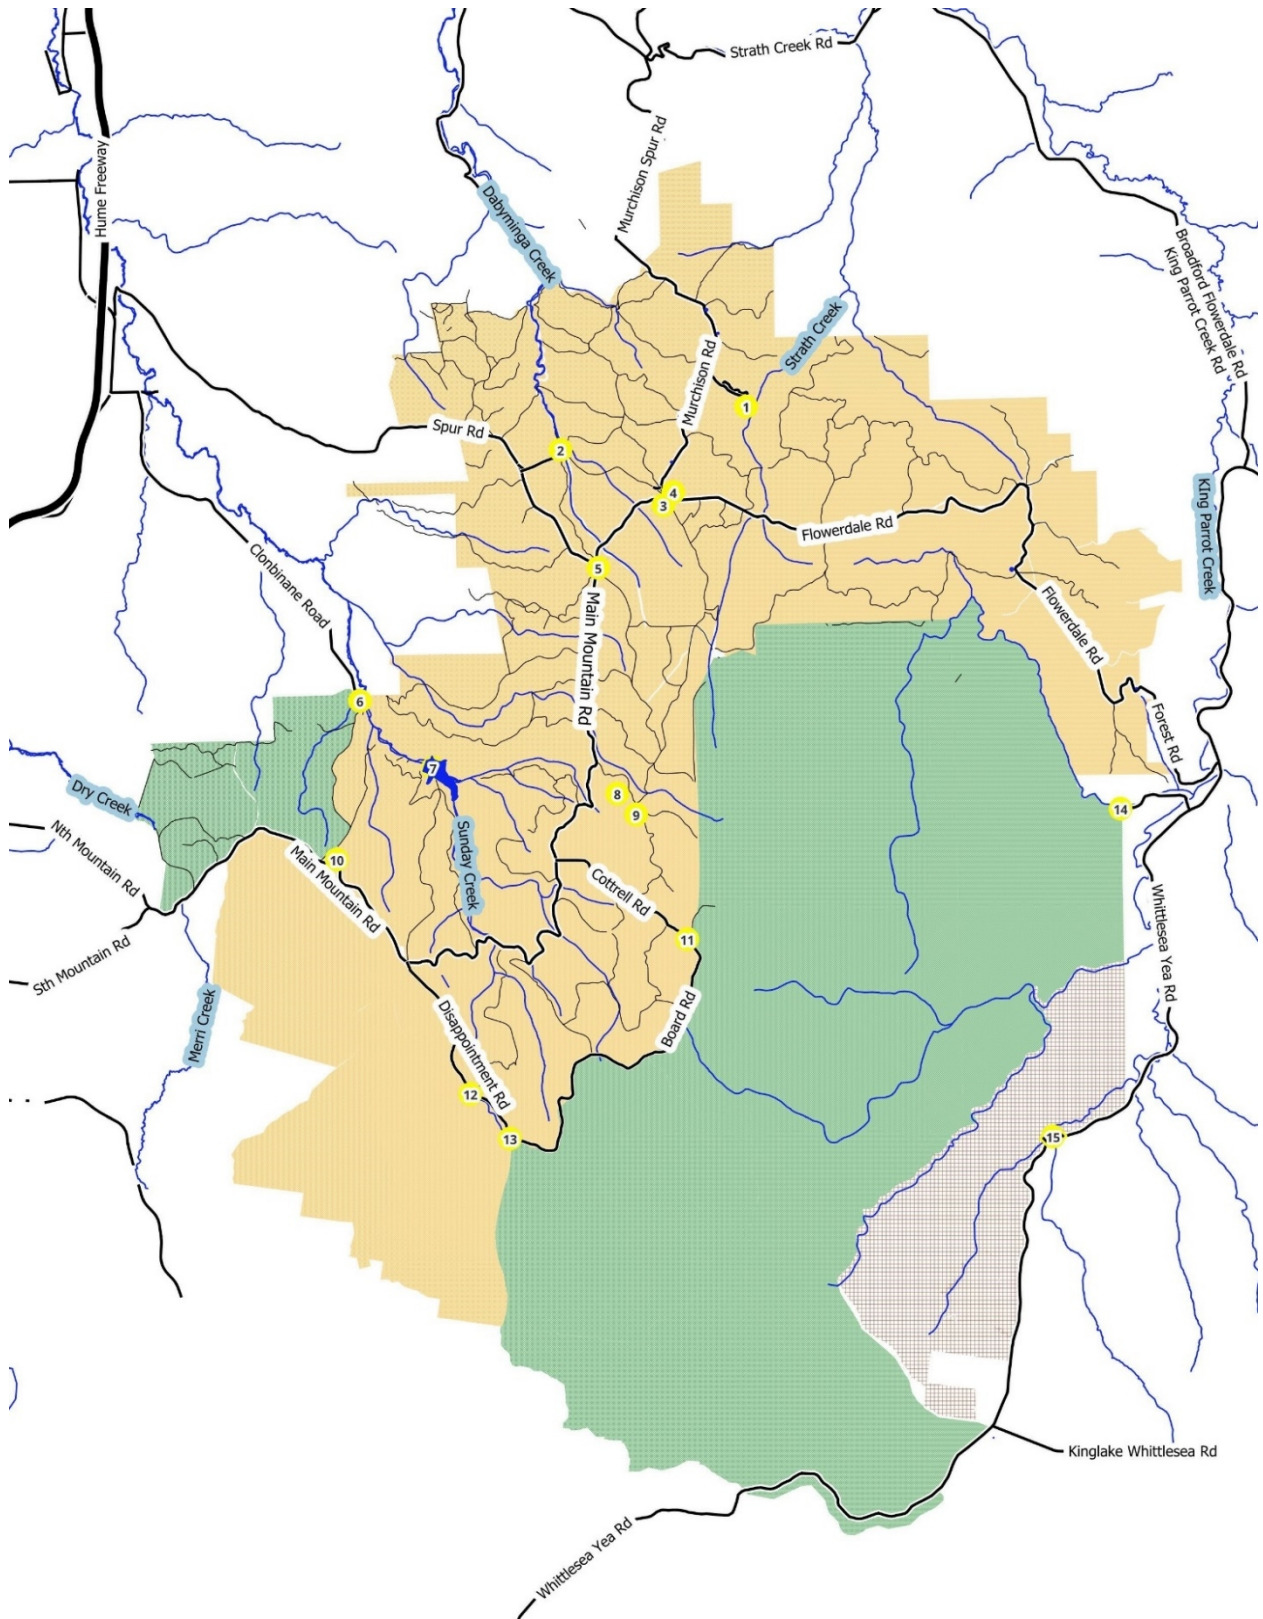 Strath Creek Rd
Hume Freeway
Murchison Spur Rd
Dabyminga Creek
Broadford Flowerdale Rd
King Parrot Creek Rd
Strath Creek
Murchison Rd
1
Spur Rd
2
4
3
Flowerdale Rd
KIng Parrot Creek
Clonbinane Road
5
Main Mountain Rd
Flowerdale Rd
6
Forest Rd
7
Dry Creek
8
9
14
Nth Mountain Rd
Sunday Creek
10
Main Mountain Rd
Cottrell Rd
11
Whittlesea Yea Rd
Sth Mountain Rd
Merri Creek
Disappointment Rd
Board Rd
12
13
15
Kinglake Whittlesea Rd
Whittlesea Yea Rd